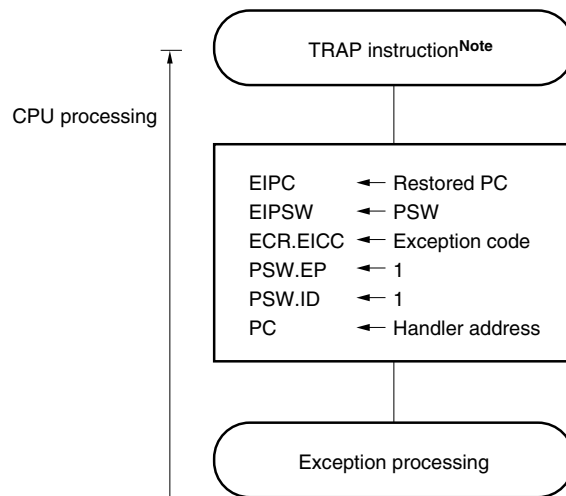 TRAP instructionNote
CPU processing
EIPC ← Restored PC
EIPSW ← PSW
ECR.EICC ← Exception code
PSW.EP ← 1
PSW.ID ← 1
PC ← Handler address
Exception processing